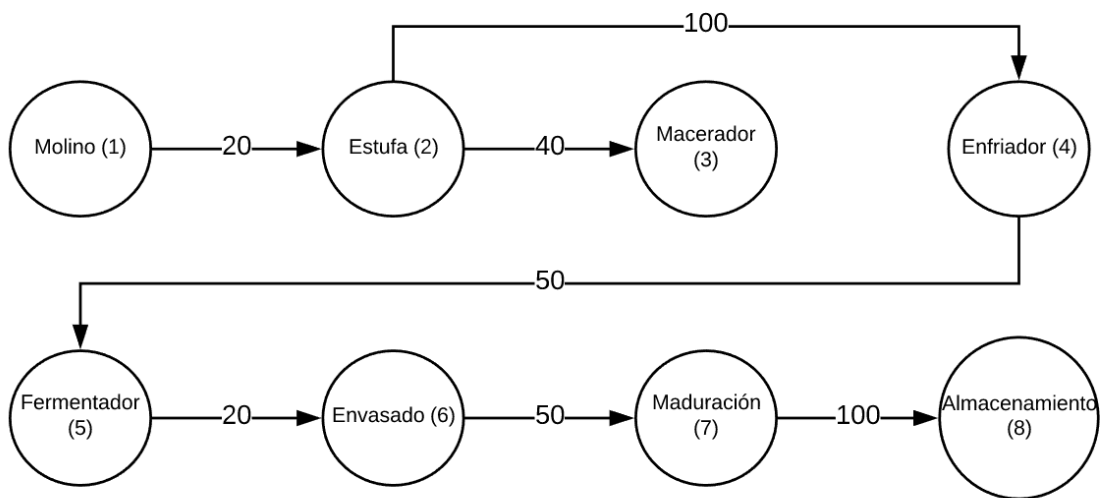 100
Molino (1)
20
Estufa (2)
40
Macerador
(3)
Enfriador (4)
50
Fermentador
(5)
20
Envasado (6)
50
Maduración
(7)
100
Almacenamiento
(8)